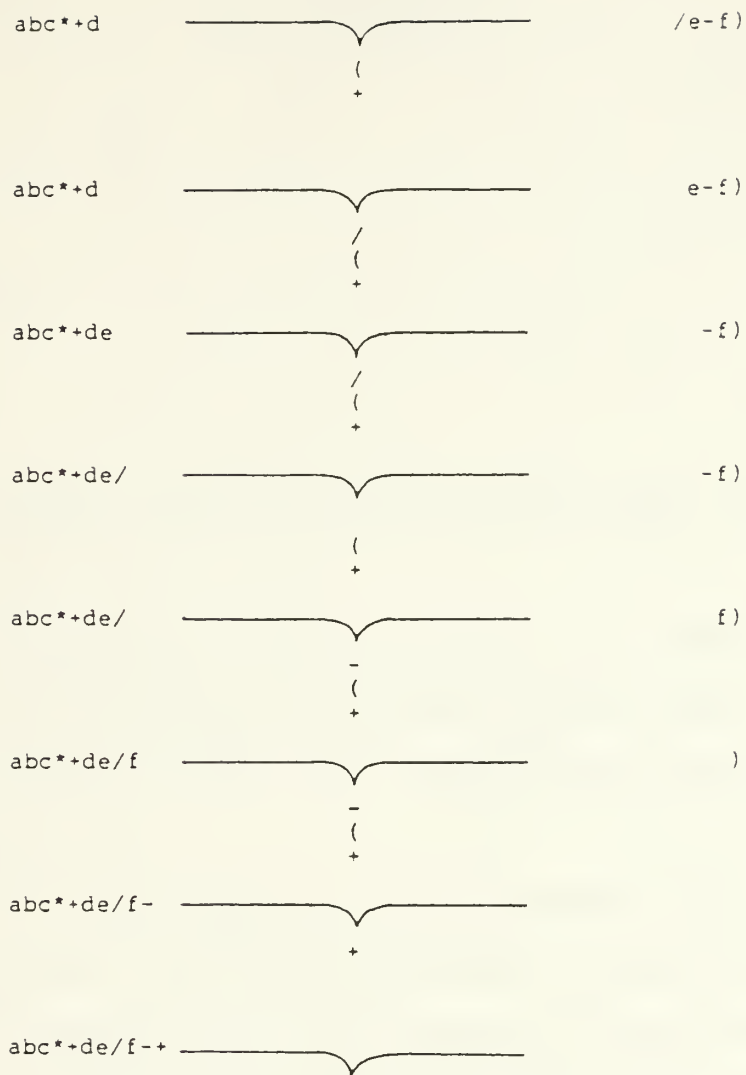 abc*+d /e-f)
(
+
abc*+d e-f)
/
(
+
abc*+de -f)
/
(
+
abc*+de/ -f)
(
+
abc*+de/ f)
-
(
+
abc*+de/f )
-
(
+
abc*+de/f-
+
abc*+de/f-+